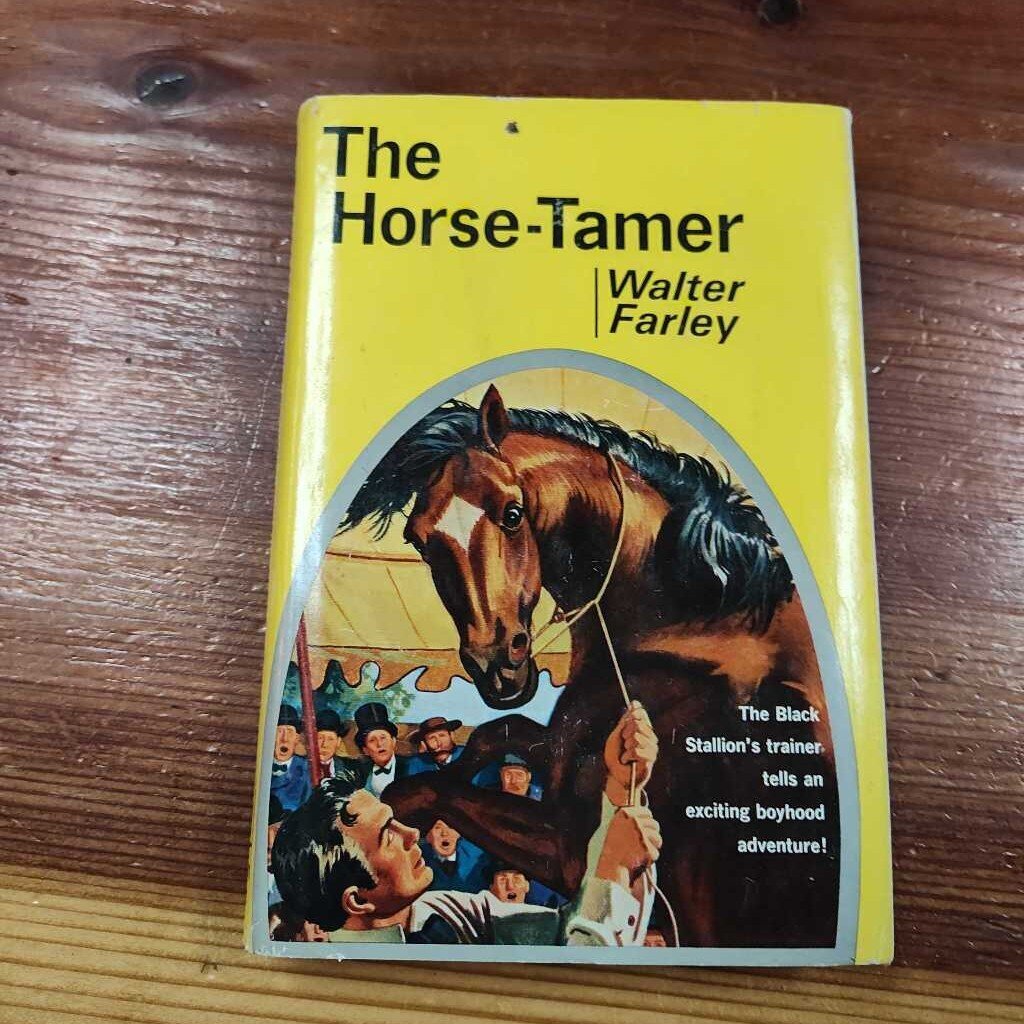 The
Horse-Tamer
Walter
Farley
The Black
Stallion's trainer
tells an
exciting boyhood
adventure!